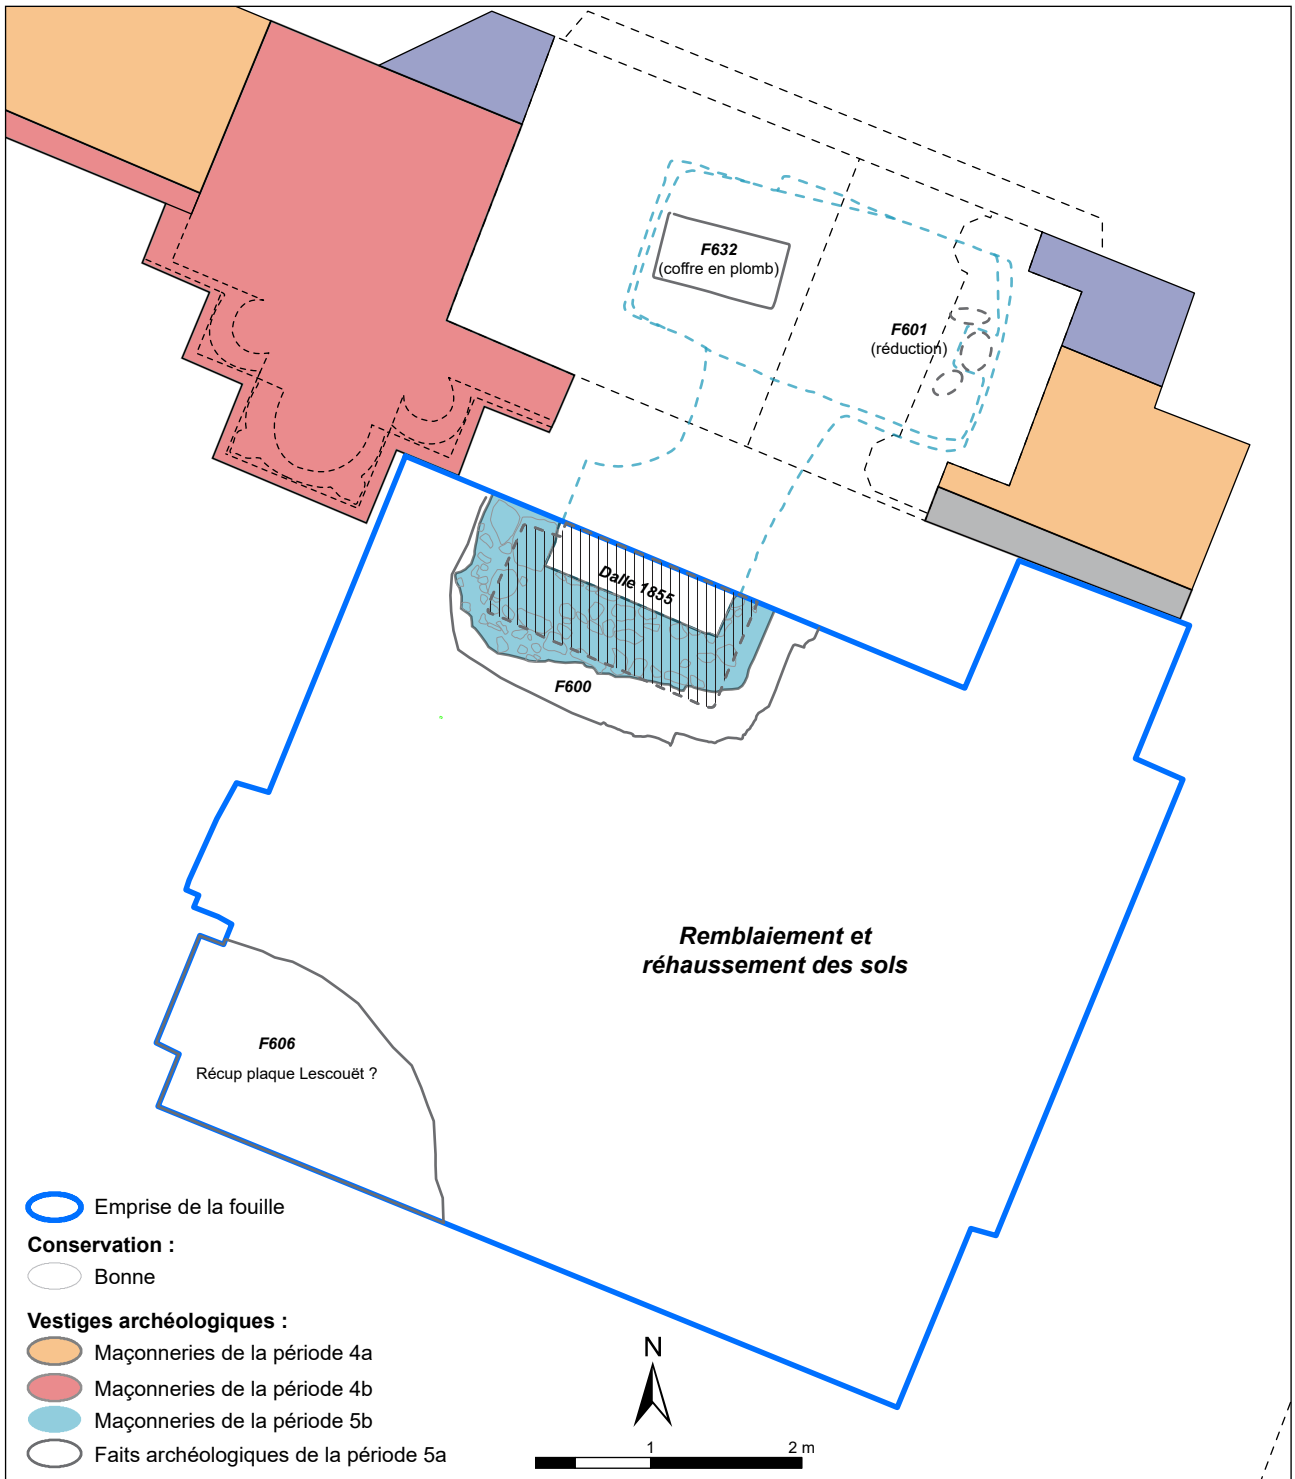 F632
(coffre en plomb)
F601
(réduction)
Dalle 1855
F600
Remblaiement et
réhaussement des sols
F606
Récup plaque Lescouët ?
Emprise de la fouille
Conservation :
Bonne
Vestiges archéologiques :
Maçonneries de la période 4a
Maçonneries de la période 4b
Maçonneries de la période 5b
Faits archéologiques de la période 5a
N
1 2 m